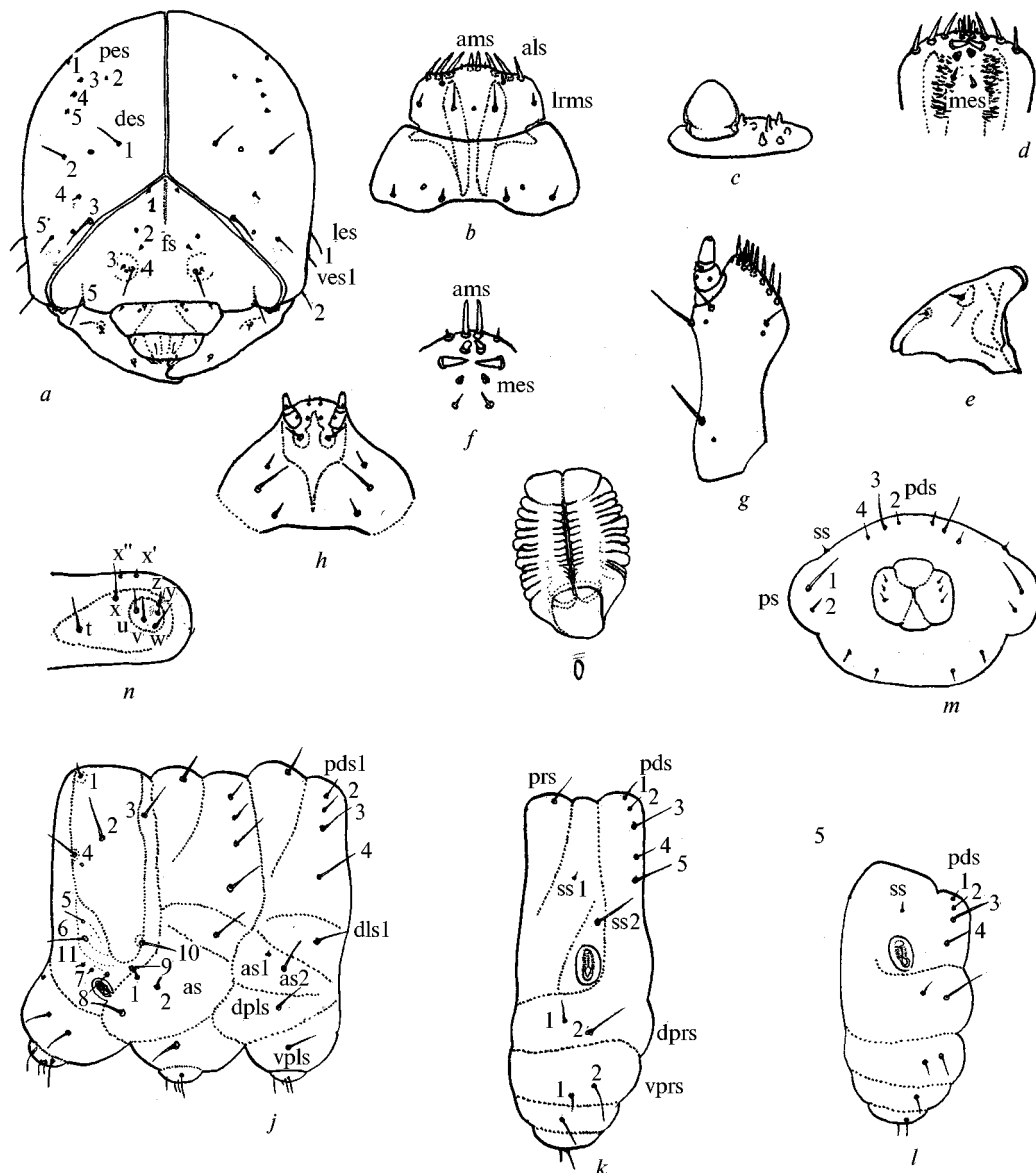 1
pes
3 2
4
5
des
1
2
4
3
5
1
2
fs
3
4
5
les
1
ves1
2
a
ams
als
lrms
b
c
mes
d
e
ams
mes
f
g
h
x" x'
z y
x
u
v w
t
n
3
2
pds
4
ss
ps
1
2
m
1
2
3
4
5
6
11
7
8
9
10
1
2
as
as1
as2
dpls
vpls
pds1
2
3
4
dls1
j
prs
pds
1
2
3
4
5
ss 1
ss2
1
2
dprs
1
2
vprs
k
5
pds
ss
1
2
3
4
l